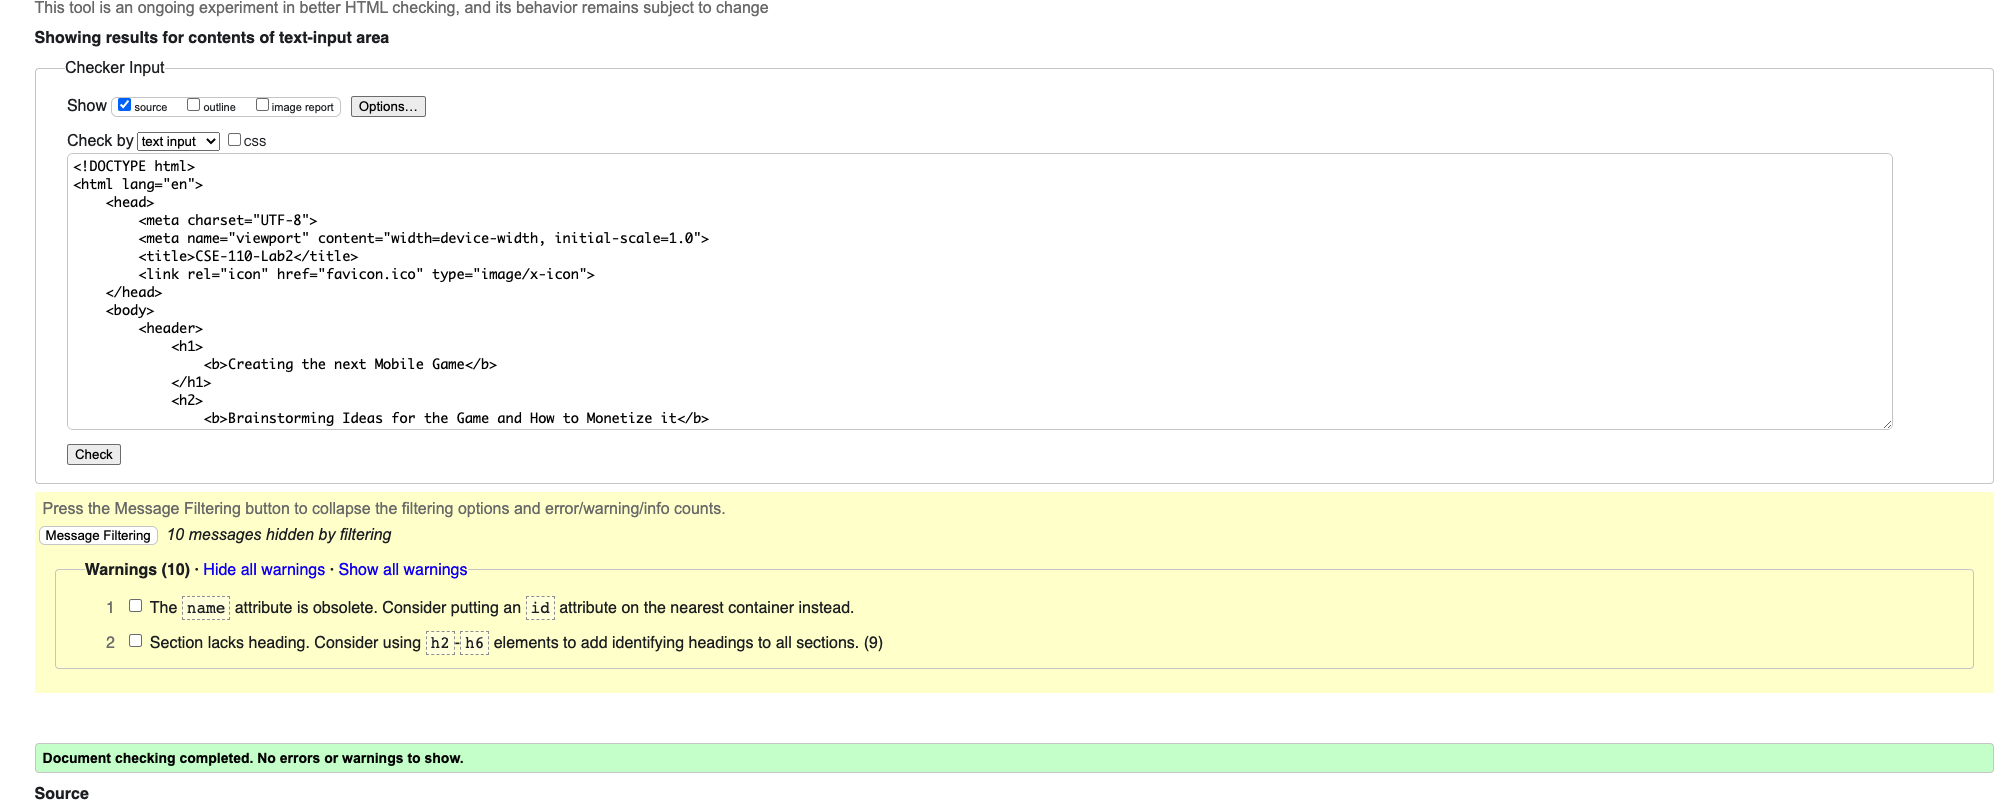 This tool is an ongoing experiment in better HTML checking, and its behavior remains subject to change
Showing results for contents of text-input area
Checker Input
Show source outline image report Options...
Check by text input CSS
<!DOCTYPE html>
<html lang="en">
    <head>
        <meta charset="UTF-8">
        <meta name="viewport" content="width=device-width, initial-scale=1.0">
        <title>CSE-110-Lab2</title>
        <link rel="icon" href="favicon.ico" type="image/x-icon">
    </head>
    <body>
        <header>
            <h1>
                <b>Creating the next Mobile Game</b>
            </h1>
            <h2>
                <b>Brainstorming Ideas for the Game and How to Monetize it</b>
Check
Press the Message Filtering button to collapse the filtering options and error/warning/info counts.
Message Filtering 10 messages hidden by filtering
Warnings (10) · Hide all warnings · Show all warnings
1 The name attribute is obsolete. Consider putting an id attribute on the nearest container instead.
2 Section lacks heading. Consider using h2-h6 elements to add identifying headings to all sections. (9)
Document checking completed. No errors or warnings to show.
Source